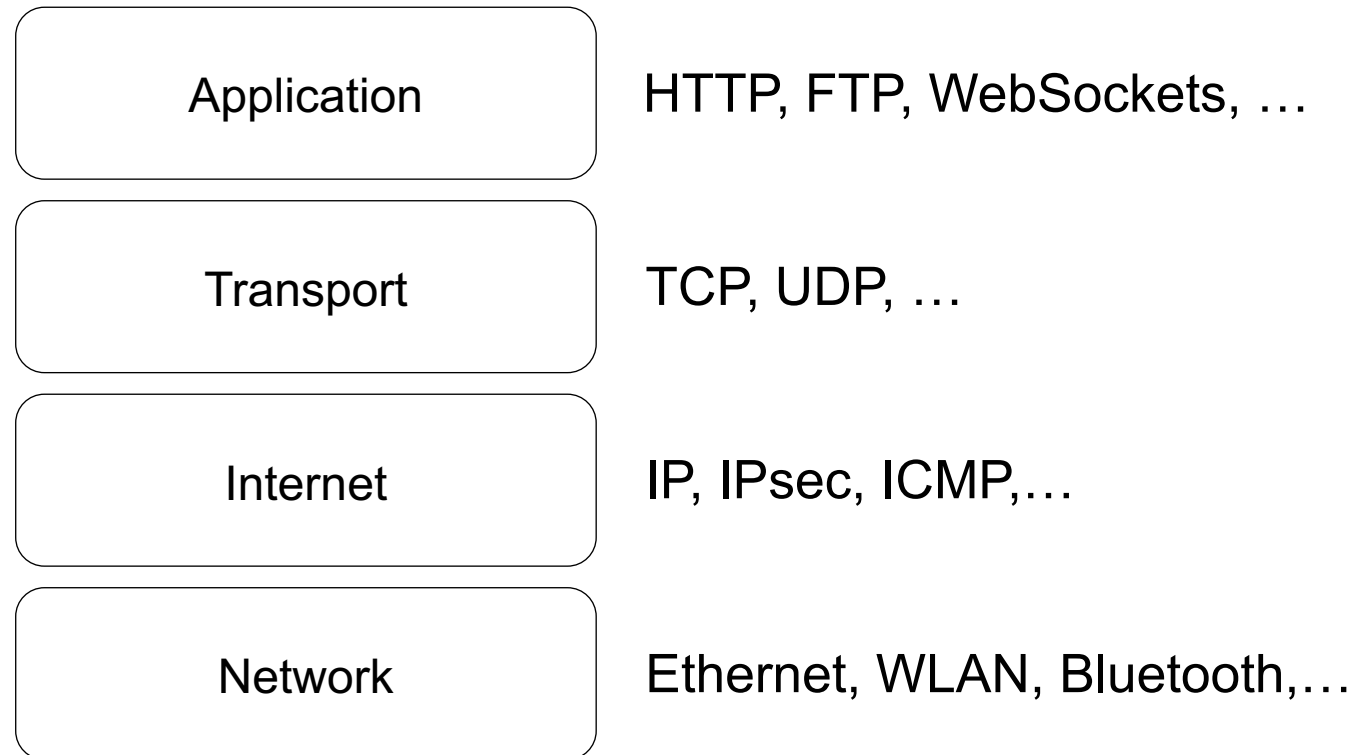 Application HTTP, FTP, WebSockets, …
Transport TCP, UDP, …
Internet IP, IPsec, ICMP,…
Network Ethernet, WLAN, Bluetooth,…